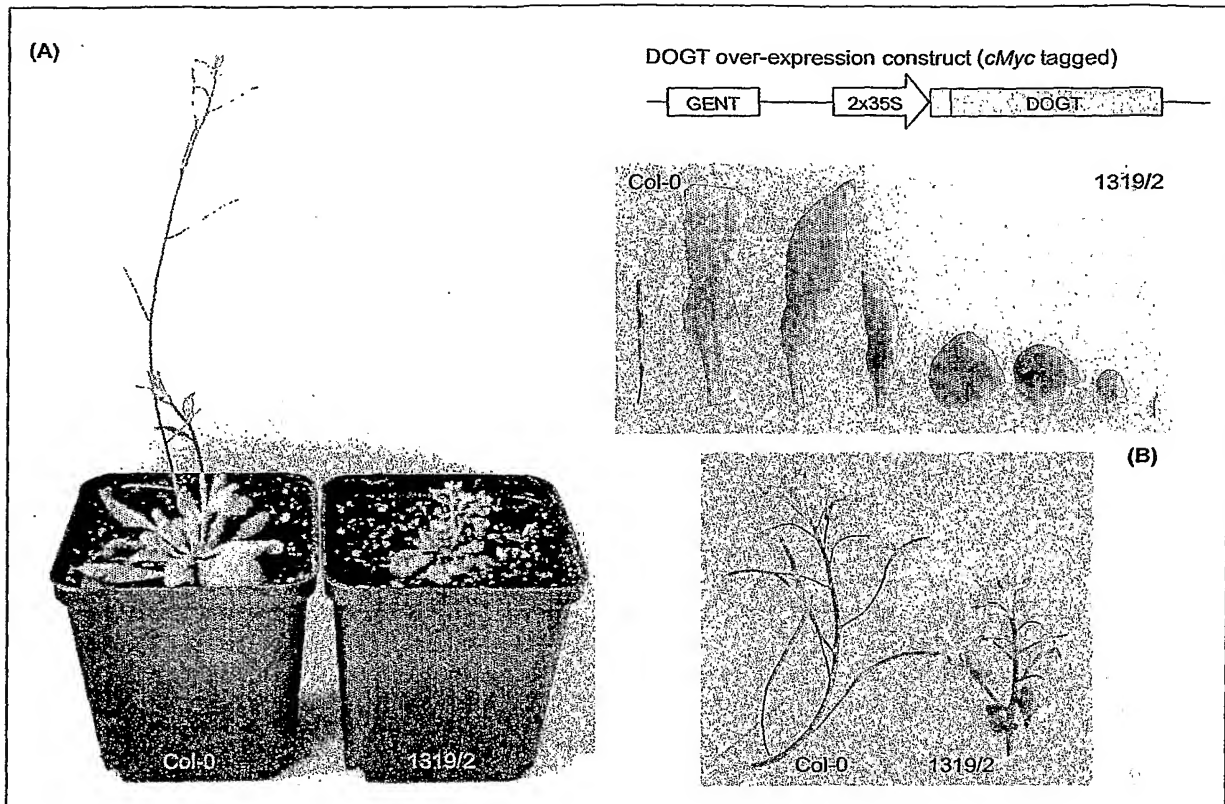 (A)
DOGT over-expression construct (cMyc tagged)
GENT 2x35S DOGT
Col-0 1319/2
(B)
Col-0 1319/2
Col-0 1319/2